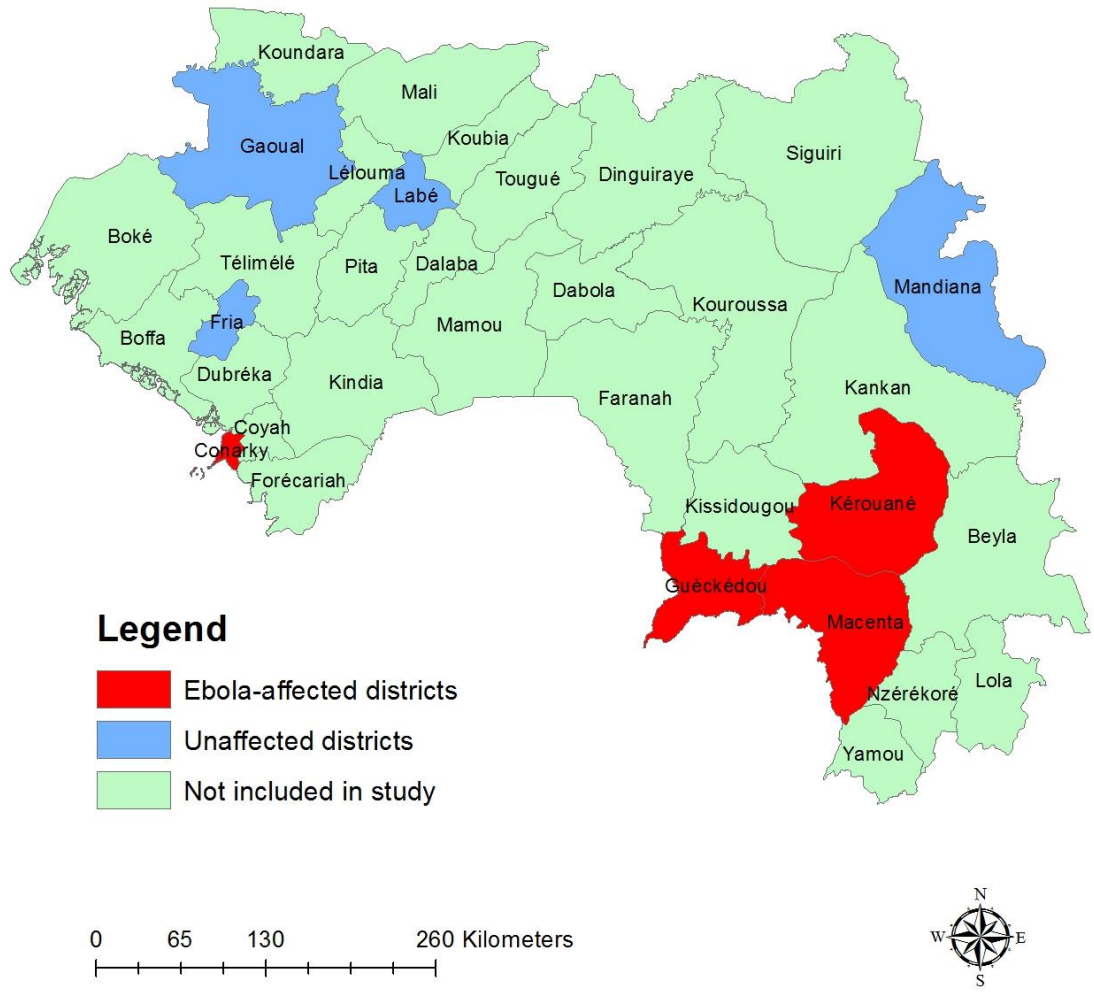 Koundara
Mali
Koubia
Gaoual
Siguiri
Lélouma
Tougué
Dinguiraye
Labé
Boké
Télimélé
Pita
Dalaba
Mandiana
Dabola
Kouroussa
Fria
Mamou
Boffa
Dubréka
Kindia
Kankan
Faranah
Coyah
Conarky
Forécariah
Kissidougou
Kérouané
Beyla
Guéckédou
Macenta
Nzérékoré
Lola
Yamou
Legend
Ebola-affected districts
Unaffected districts
Not included in study
0 65 130 260 Kilometers
N
W E
S